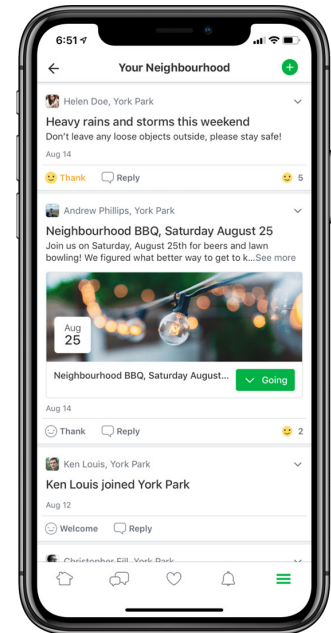 6:51
Your Neighbourhood
Helen Doe, York Park
Heavy rains and storms this weekend
Don't leave any loose objects outside, please stay safe!
Aug 14
Thank Reply 5
Andrew Phillips, York Park
Neighbourhood BBQ, Saturday August 25
Join us on Saturday, August 25th for beers and lawn
bowling! We figured what better way to get to k...See more
Aug
25
Neighbourhood BBQ, Saturday August...
Going
Aug 14
Thank Reply 2
Ken Louis, York Park
Ken Louis joined York Park
Aug 12
Welcome Reply
Christopher Fill, York Park